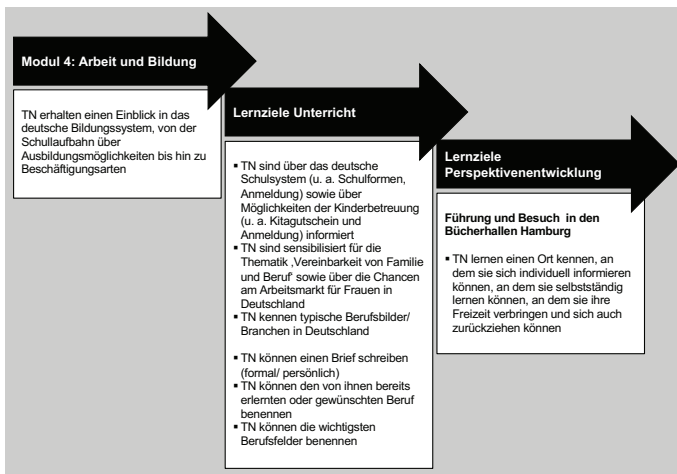 Modul 4: Arbeit und Bildung
TN erhalten einen Einblick in das
deutsche Bildungssystem, von der
Schullaufbahn über
Ausbildungsmöglichkeiten bis hin zu
Beschäftigungsarten
Lernziele Unterricht
▪ TN sind über das deutsche
Schulsystem (u. a. Schulformen,
Anmeldung) sowie über
Möglichkeiten der Kinderbetreuung
(u. a. Kitagutschein und
Anmeldung) informiert
▪ TN sind sensibilisiert für die
Thematik ‚Vereinbarkeit von Familie
und Beruf‘ sowie über die Chancen
am Arbeitsmarkt für Frauen in
Deutschland
▪ TN kennen typische Berufsbilder/
Branchen in Deutschland
▪ TN können einen Brief schreiben
(formal/ persönlich)
▪ TN können den von ihnen bereits
erlernten oder gewünschten Beruf
benennen
▪ TN können die wichtigsten
Berufsfelder benennen
Lernziele
Perspektivenentwicklung
Führung und Besuch in den
Bücherhallen Hamburg
▪ TN lernen einen Ort kennen, an
dem sie sich individuell informieren
können, an dem sie selbstständig
lernen können, an dem sie ihre
Freizeit verbringen und sich auch
zurückziehen können